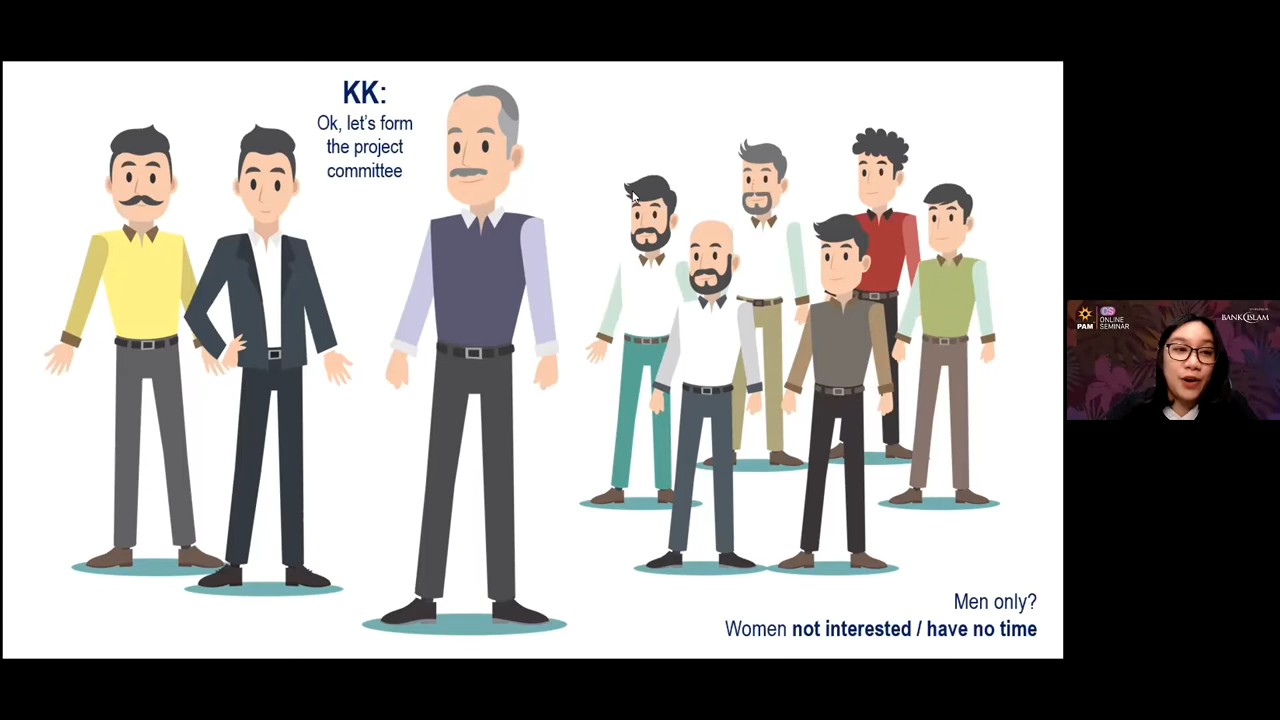 KK:
Ok, let's form
the project
committee
Men only?
Women not interested / have no time
PAM
CS
ONLINE
SEMINAR
BANK ISLAM